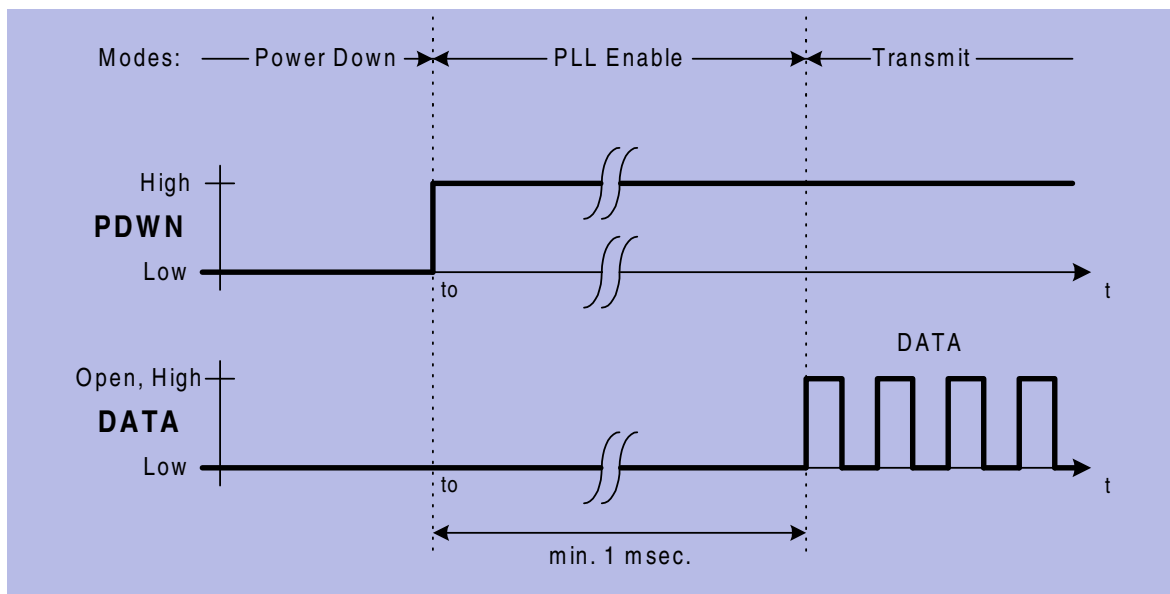 Modes: Power Down PLL Enable Transmit
High
PDWN
Low
to
t
DATA
Open, High
DATA
Low
to
t
min. 1 msec.